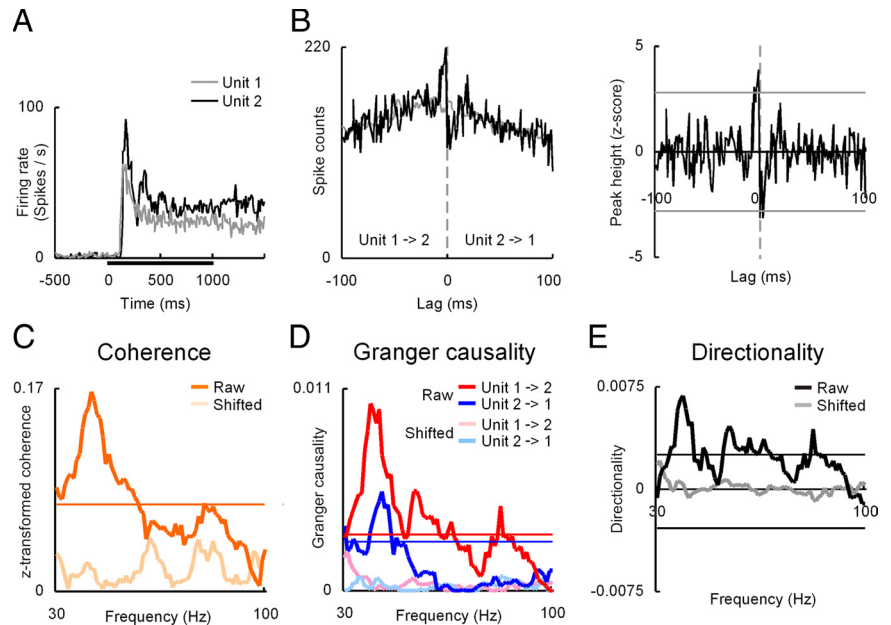 A
Unit 1
Unit 2
100
0
Firing rate
(Spikes / s)
-500
0
500
1000
Time (ms)
B
220
0
Spike counts
Unit 1 -> 2
Unit 2 -> 1
-100
0
100
Lag (ms)
5
0
-5
Peak height (z-score)
-100
0
100
Lag (ms)
C
Coherence
0.17
0
z-transformed coherence
Raw
Shifted
30
100
Frequency (Hz)
D
Granger causality
0.011
0
Granger causality
Raw
Unit 1 -> 2
Unit 2 -> 1
Shifted
Unit 1 -> 2
Unit 2 -> 1
30
100
Frequency (Hz)
E
Directionality
0.0075
0
-0.0075
Directionality
Raw
Shifted
30
100
Frequency (Hz)